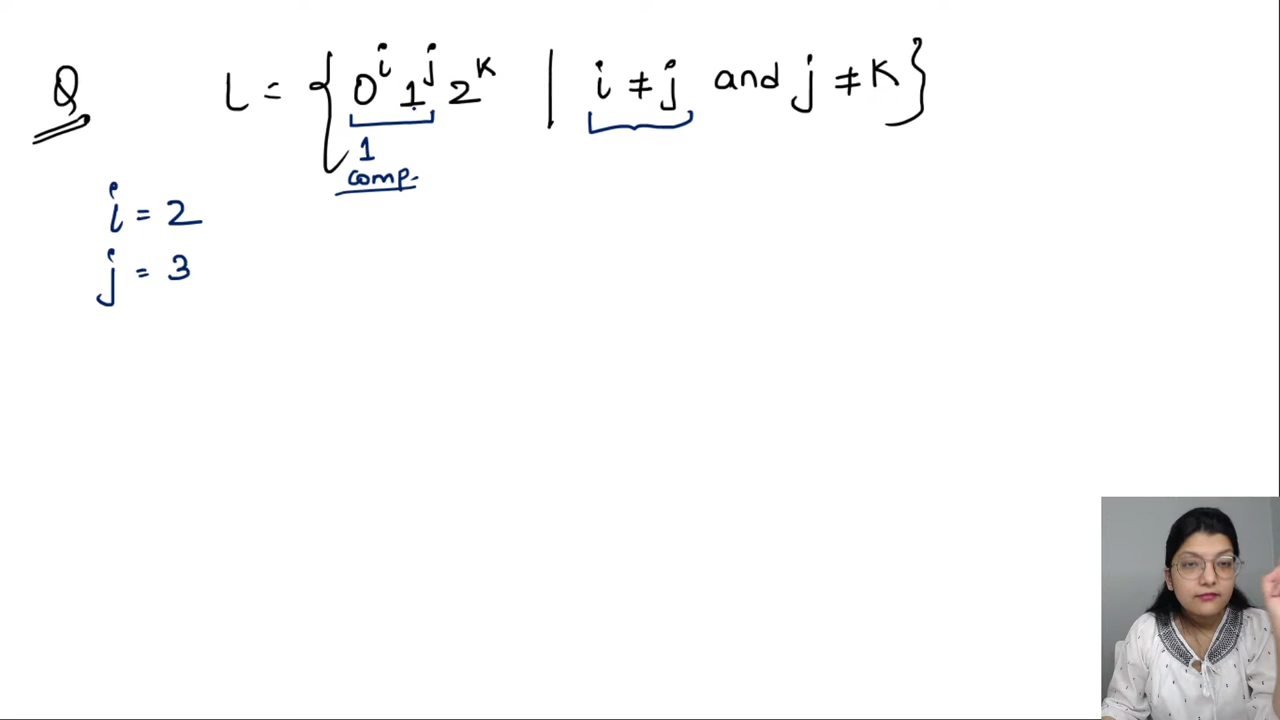 Q L = { 0^i 1^j 2^k | i ≠ j and j ≠ k }
1
comp.
i = 2
j = 3